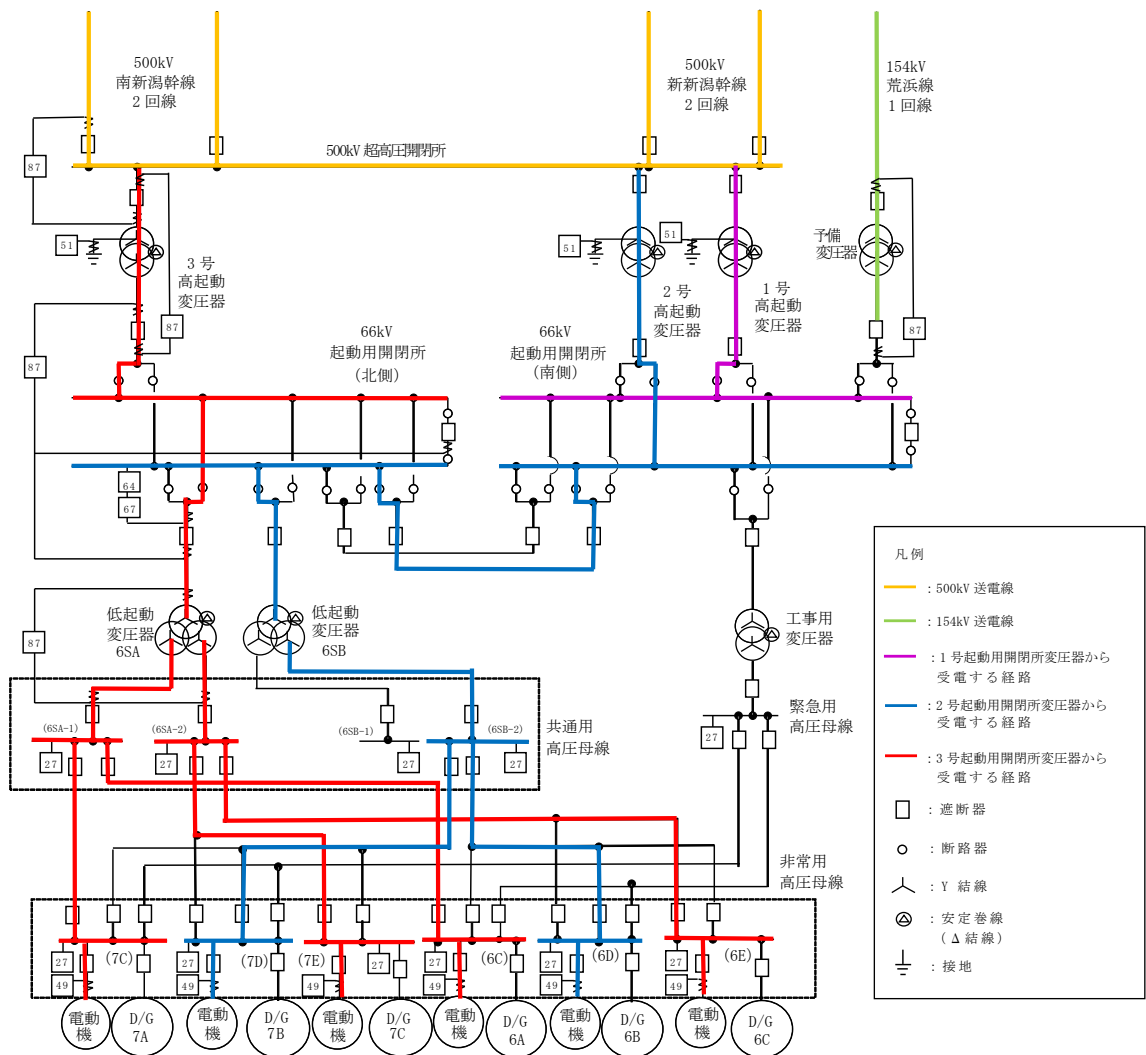 500kV
南新潟幹線
2 回線
500kV
新新潟幹線
2 回線
154kV
荒浜線
1 回線
500kV 超高圧開閉所
87
87
51
3 号
高起動
変圧器
51
2 号
高起動
変圧器
51
1 号
高起動
変圧器
予備
変圧器
87
87
66kV
起動用開閉所
(北側)
66kV
起動用開閉所
(南側)
64
67
低起動
変圧器
6SA
低起動
変圧器
6SB
工事用
変圧器
87
緊急用
高圧母線
27
共通用
高圧母線
(6SA-1)
(6SA-2)
(6SB-1)
(6SB-2)
27
27
27
27
非常用
高圧母線
(7C)
(7D)
(7E)
(6C)
(6D)
(6E)
27
27
27
27
27
27
49
49
49
49
49
49
電動機
D/G
7A
電動機
D/G
7B
電動機
D/G
7C
電動機
D/G
6A
電動機
D/G
6B
電動機
D/G
6C
凡例
：500kV 送電線
：154kV 送電線
：1 号起動用開閉所変圧器から
受電する経路
：2 号起動用開閉所変圧器から
受電する経路
：3 号起動用開閉所変圧器から
受電する経路
：遮断器
：断路器
：Y 結線
：安定巻線
(Δ結線)
：接地